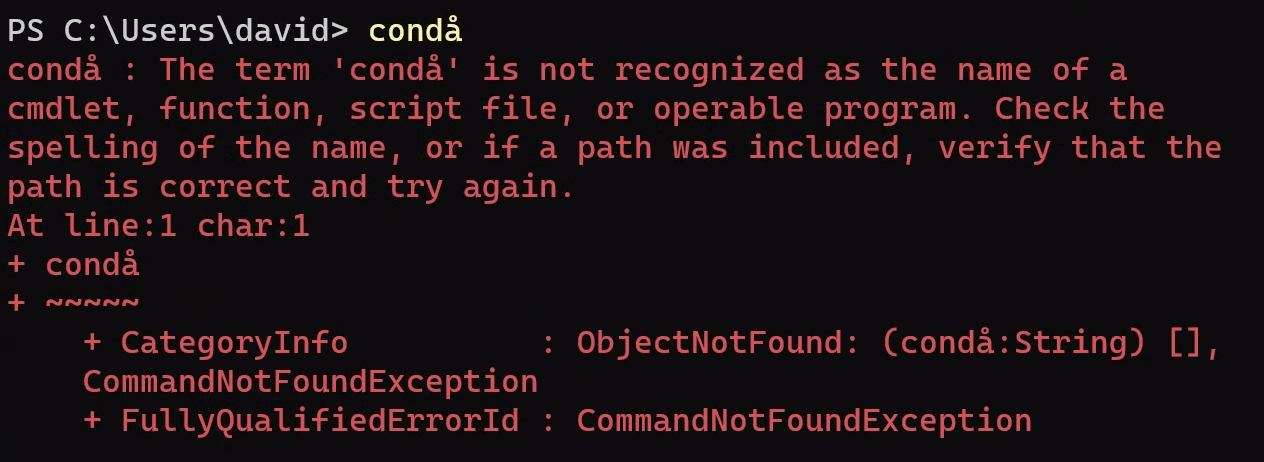 PS C:\Users\david> condå
condå : The term 'condå' is not recognized as the name of a
cmdlet, function, script file, or operable program. Check the
spelling of the name, or if a path was included, verify that the
path is correct and try again.
At line:1 char:1
+ condå
+ ~~~~~
    + CategoryInfo          : ObjectNotFound: (condå:String) [],
    CommandNotFoundException
    + FullyQualifiedErrorId : CommandNotFoundException